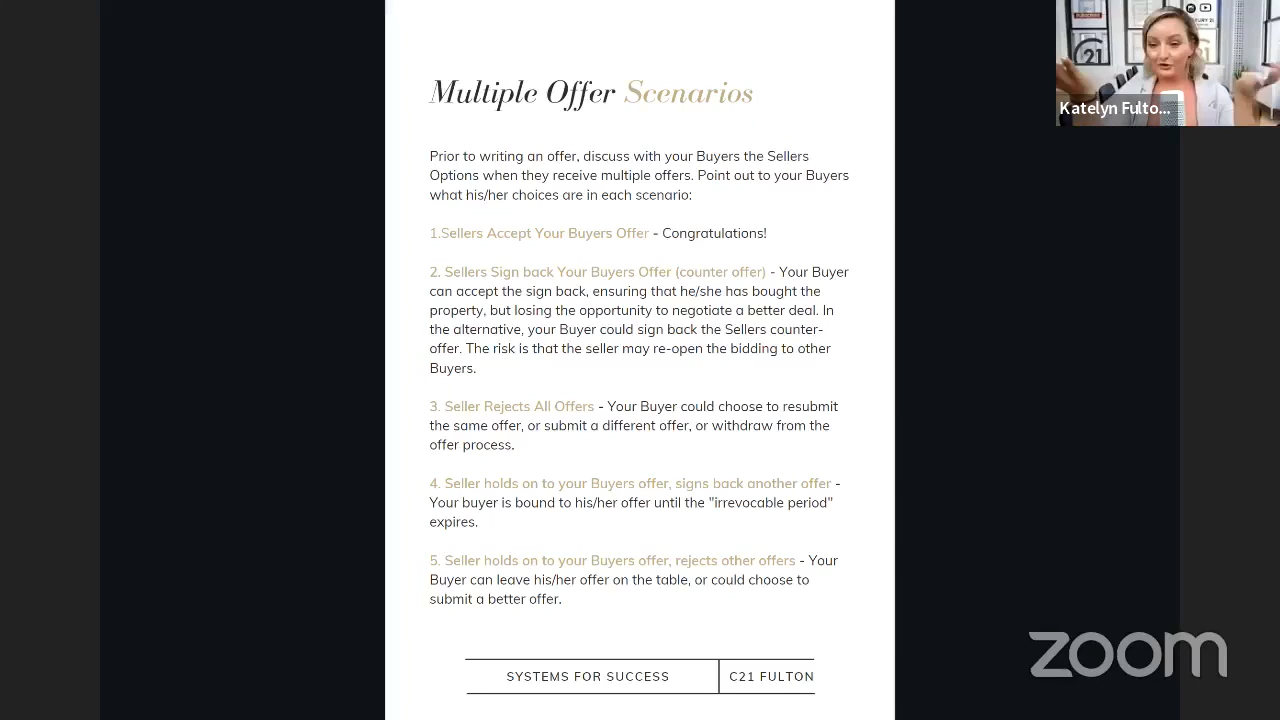 Multiple Offer Scenarios
Prior to writing an offer, discuss with your Buyers the Sellers
Options when they receive multiple offers. Point out to your Buyers
what his/her choices are in each scenario:
1.Sellers Accept Your Buyers Offer - Congratulations!
2. Sellers Sign back Your Buyers Offer (counter offer) - Your Buyer
can accept the sign back, ensuring that he/she has bought the
property, but losing the opportunity to negotiate a better deal. In
the alternative, your Buyer could sign back the Sellers counter-
offer. The risk is that the seller may re-open the bidding to other
Buyers.
3. Seller Rejects All Offers - Your Buyer could choose to resubmit
the same offer, or submit a different offer, or withdraw from the
offer process.
4. Seller holds on to your Buyers offer, signs back another offer -
Your buyer is bound to his/her offer until the "irrevocable period"
expires.
5. Seller holds on to your Buyers offer, rejects other offers - Your
Buyer can leave his/her offer on the table, or could choose to
submit a better offer.
SYSTEMS FOR SUCCESS
C21 FULTON
21
Katelyn Fulto...
zoom